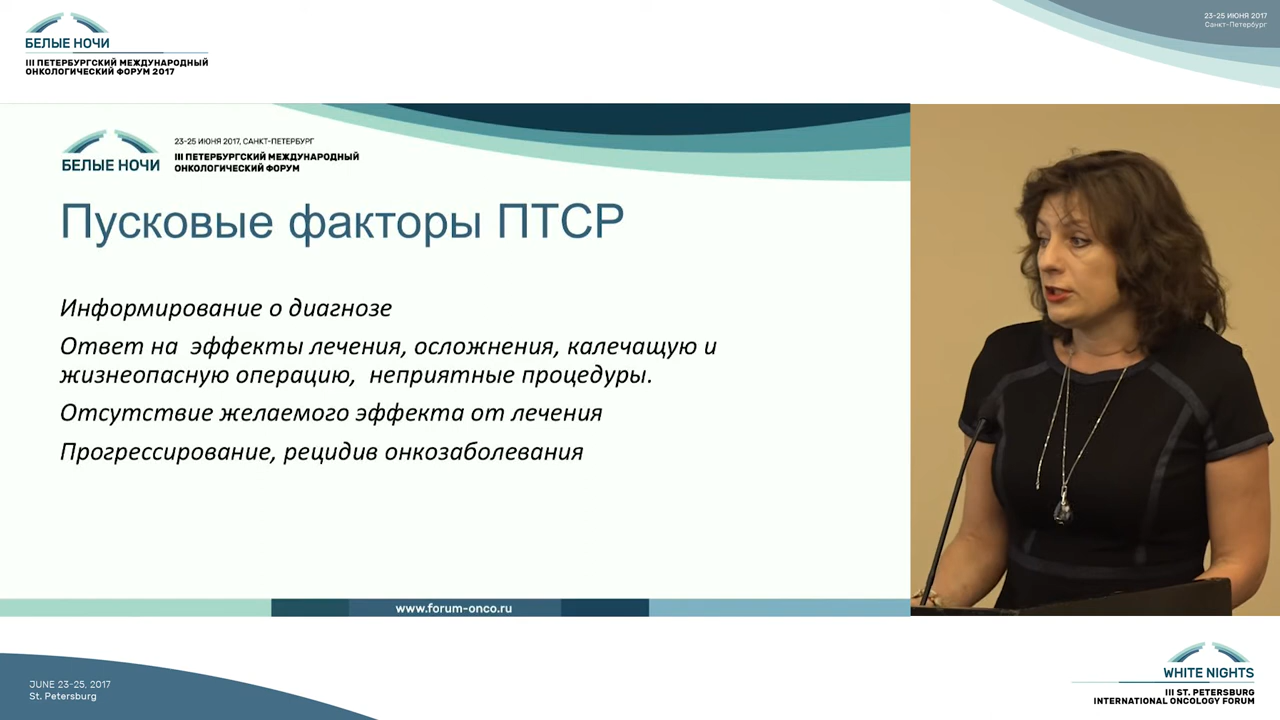 БЕЛЫЕ НОЧИ
III ПЕТЕРБУРГСКИЙ МЕЖДУНАРОДНЫЙ
ОНКОЛОГИЧЕСКИЙ ФОРУМ 2017
23-25 ИЮНЯ 2017
Санкт-Петербург
БЕЛЫЕ НОЧИ
23-25 ИЮНЯ 2017, САНКТ-ПЕТЕРБУРГ
III ПЕТЕРБУРГСКИЙ МЕЖДУНАРОДНЫЙ
ОНКОЛОГИЧЕСКИЙ ФОРУМ
Пусковые факторы ПТСР
Информирование о диагнозе
Ответ на эффекты лечения, осложнения, калечащую и
жизнеопасную операцию, неприятные процедуры.
Отсутствие желаемого эффекта от лечения
Прогрессирование, рецидив онкозаболевания
www.forum-onco.ru
JUNE 23-25, 2017
St. Petersburg
WHITE NIGHTS
III ST. PETERSBURG
INTERNATIONAL ONCOLOGY FORUM